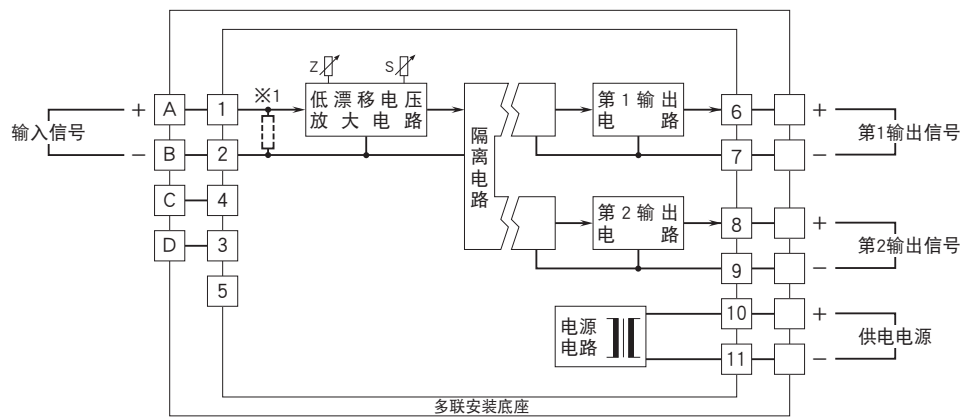 Z
S
※1
低漂移电压
放大电路
隔离电路
第1输出
电路
第2输出
电路
电源
电路
输入信号
+
−
A
B
C
D
1
2
4
3
5
6
7
8
9
10
11
+
−
第1输出信号
+
−
第2输出信号
+
−
供电电源
多联安装底座